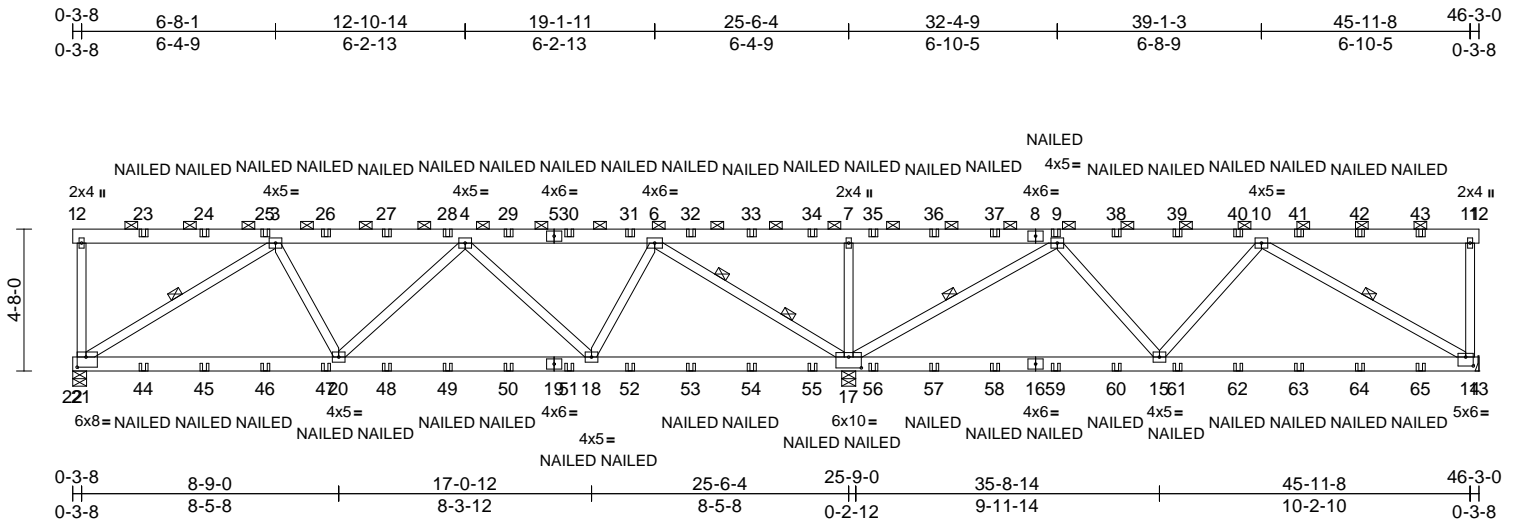 0-3-8 6-8-1 12-10-14 19-1-11 25-6-4 32-4-9 39-1-3 45-11-8 46-3-0
0-3-8 6-4-9 6-2-13 6-2-13 6-4-9 6-10-5 6-8-9 6-10-5 0-3-8
NAILED
NAILED NAILED NAILED NAILED NAILED NAILED NAILED NAILED NAILED NAILED NAILED NAILED NAILED NAILED NAILED 4x5= NAILED NAILED NAILED NAILED NAILED NAILED
2x4 II 4x5= 4x5= 4x6= 4x6= 2x4 II 4x6= 4x5= 2x4 II
1 2 23 24 25 3 26 27 28 4 29 5 30 31 6 32 33 34 7 35 36 37 8 9 38 39 40 10 41 42 43 11 12
4-8-0
22 21 44 45 46 47 20 48 49 50 19 51 18 52 53 54 55 17 56 57 58 16 59 60 15 61 62 63 64 65 14 13
6x8= NAILED NAILED NAILED 4x5= NAILED NAILED 4x6= NAILED NAILED 6x10= NAILED 4x6= 4x5= NAILED NAILED NAILED NAILED 5x6=
NAILED NAILED NAILED NAILED NAILED
4x5= NAILED NAILED
NAILED NAILED
0-3-8 8-9-0 17-0-12 25-6-4 25-9-0 35-8-14 45-11-8 46-3-0
0-3-8 8-5-8 8-3-12 8-5-8 0-2-12 9-11-14 10-2-10 0-3-8